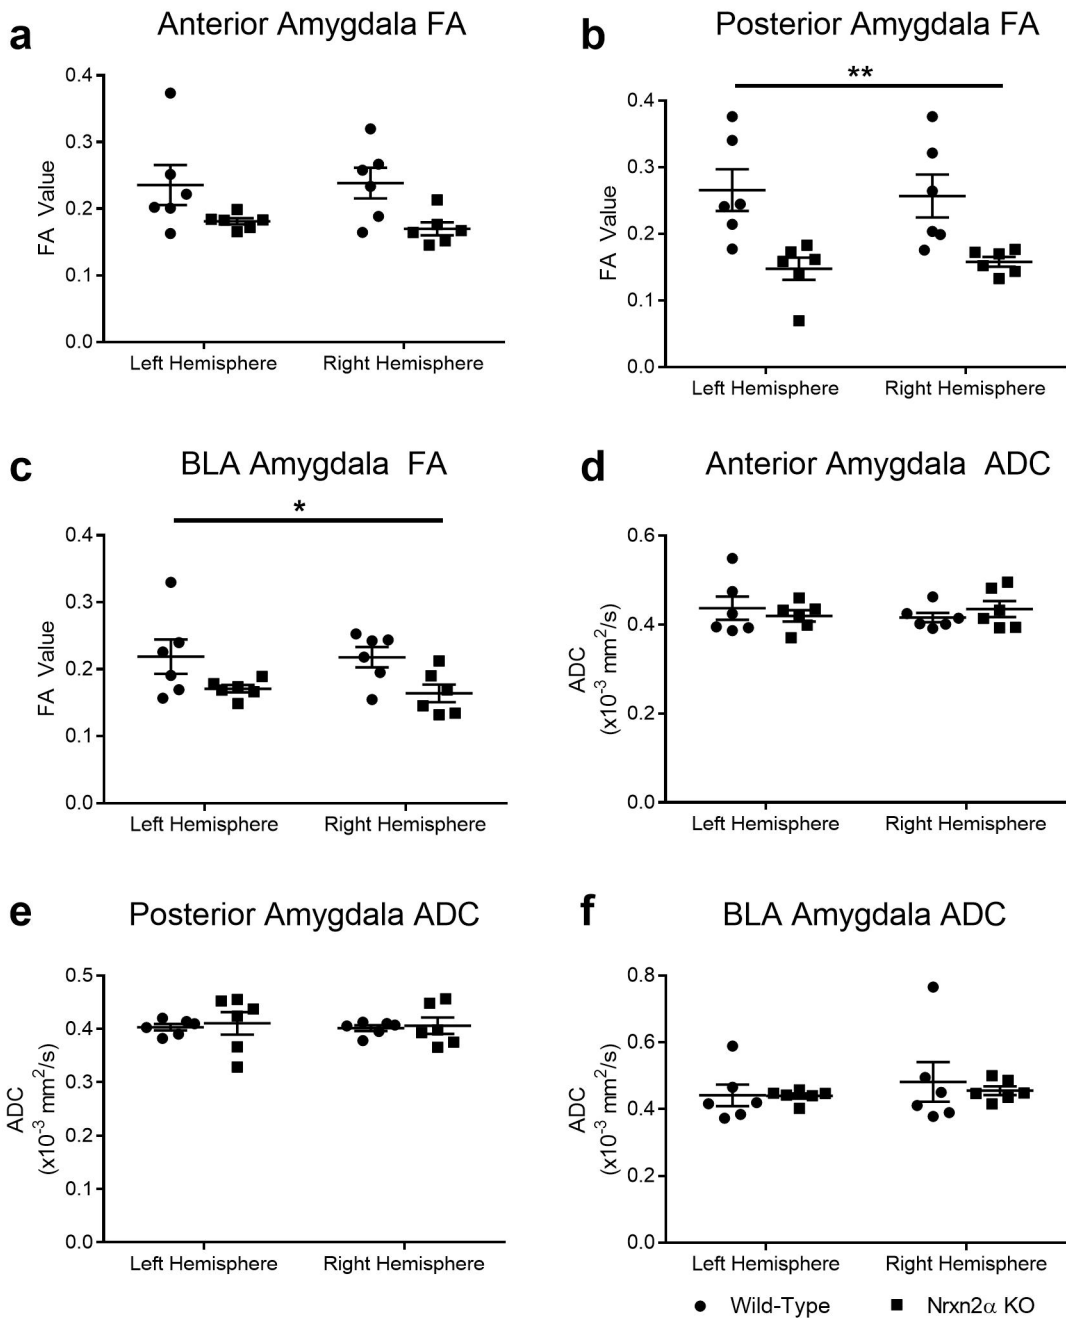 a
Anterior Amygdala FA
FA Value
0.4
0.3
0.2
0.1
0.0
Left Hemisphere
Right Hemisphere
b
Posterior Amygdala FA
**
FA Value
0.4
0.3
0.2
0.1
0.0
Left Hemisphere
Right Hemisphere
c
BLA Amygdala FA
*
FA Value
0.4
0.3
0.2
0.1
0.0
Left Hemisphere
Right Hemisphere
d
Anterior Amygdala ADC
ADC
(x10⁻³ mm²/s)
0.6
0.4
0.2
0.0
Left Hemisphere
Right Hemisphere
e
Posterior Amygdala ADC
ADC
(x10⁻³ mm²/s)
0.5
0.4
0.3
0.2
0.1
0.0
Left Hemisphere
Right Hemisphere
f
BLA Amygdala ADC
ADC
(x10⁻³ mm²/s)
0.8
0.6
0.4
0.2
0.0
Left Hemisphere
Right Hemisphere
Wild-Type
Nrxn2α KO